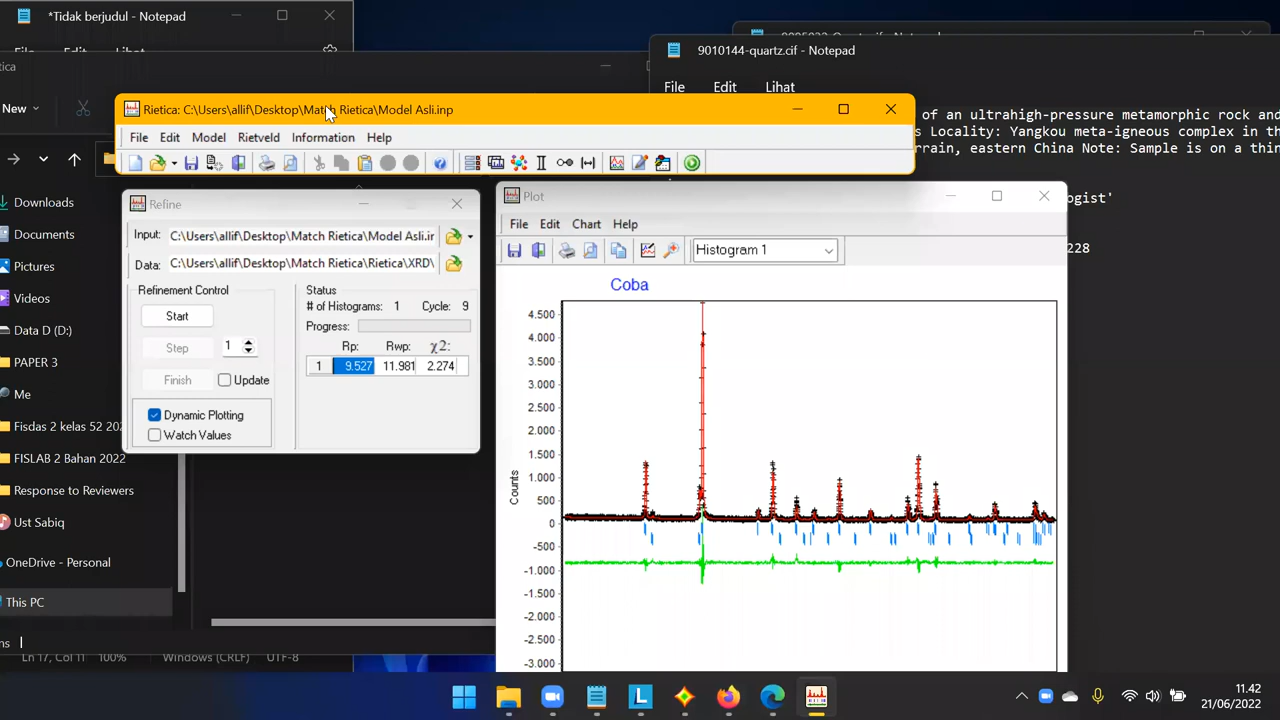 *Tidak berjudul - Notepad
File
Edit
Lihat
tica
New
9010144-quartz.cif - Notepad
File
Edit
Lihat
of an ultrahigh-pressure metamorphic rock and
s Locality: Yangkou meta-igneous complex in th
rain, eastern China Note: Sample is on a thin
ogist'
228
Rietica: C:\Users\allif\Desktop\Match Rietica\Model Asli.inp
File
Edit
Model
Rietveld
Information
Help
Downloads
Documents
Pictures
Videos
Data D (D:)
PAPER 3
Me
Fisdas 2 kelas 52 202
FISLAB 2 Bahan 2022
Response to Reviewers
Ust Sabiq
OneDrive - Personal
This PC
ms
Ln 17, Col 11
100%
Windows (CRLF)
UTF-8
Refine
Input:
C:\Users\allif\Desktop\Match Rietica\Model Asli.ir
Data:
C:\Users\allif\Desktop\Match Rietica\Rietica\XRD\
Refinement Control
Start
Step
1
Finish
Update
Dynamic Plotting
Watch Values
Status
# of Histograms: 1 Cycle: 9
Progress:
Rp: Rwp: χ2:
1 9.527 11.981 2.274
Plot
File
Edit
Chart
Help
Histogram 1
Coba
Counts
4.500
4.000
3.500
3.000
2.500
2.000
1.500
1.000
500
0
-500
-1.000
-1.500
-2.000
-2.500
-3.000
11.42
21/06/2022